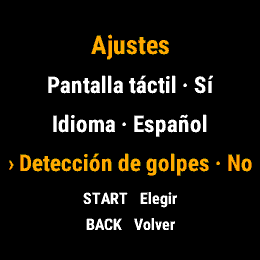 Ajustes
Pantalla táctil · Sí
Idioma · Español
› Detección de golpes · No
START Elegir
BACK Volver